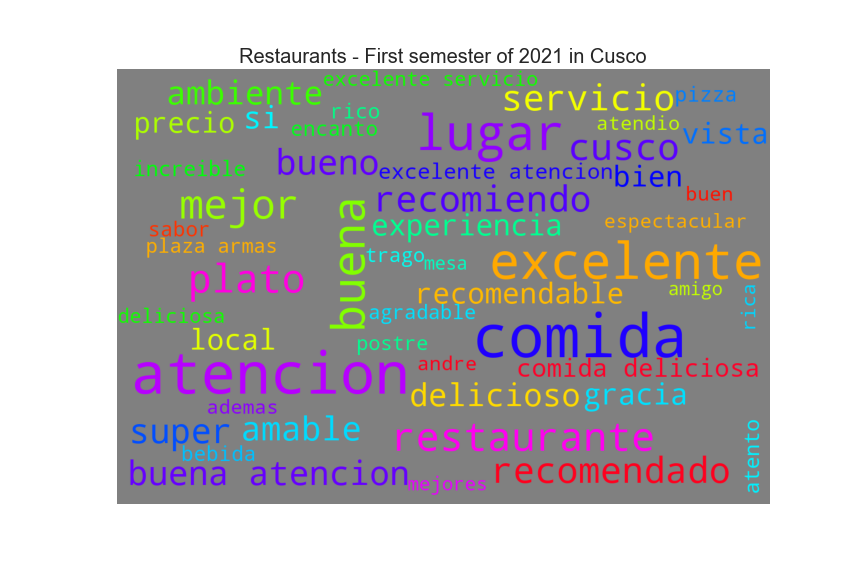 Restaurants - First semester of 2021 in Cusco
excelente servicio
ambiente
servicio
pizza
precio
si
rico
encanto
lugar
atendio
vista
cusco
increible
bueno
excelente atencion
bien
mejor
buena
recomiendo
buen
sabor
experiencia
espectacular
plaza armas
trago
mesa
excelente
plato
recomendable
amigo
rica
deliciosa
agradable
local
postre
comida
atencion
andre
comida deliciosa
ademas
delicioso
gracia
super
amable
restaurante
atento
bebida
buena atencion
mejores
recomendado